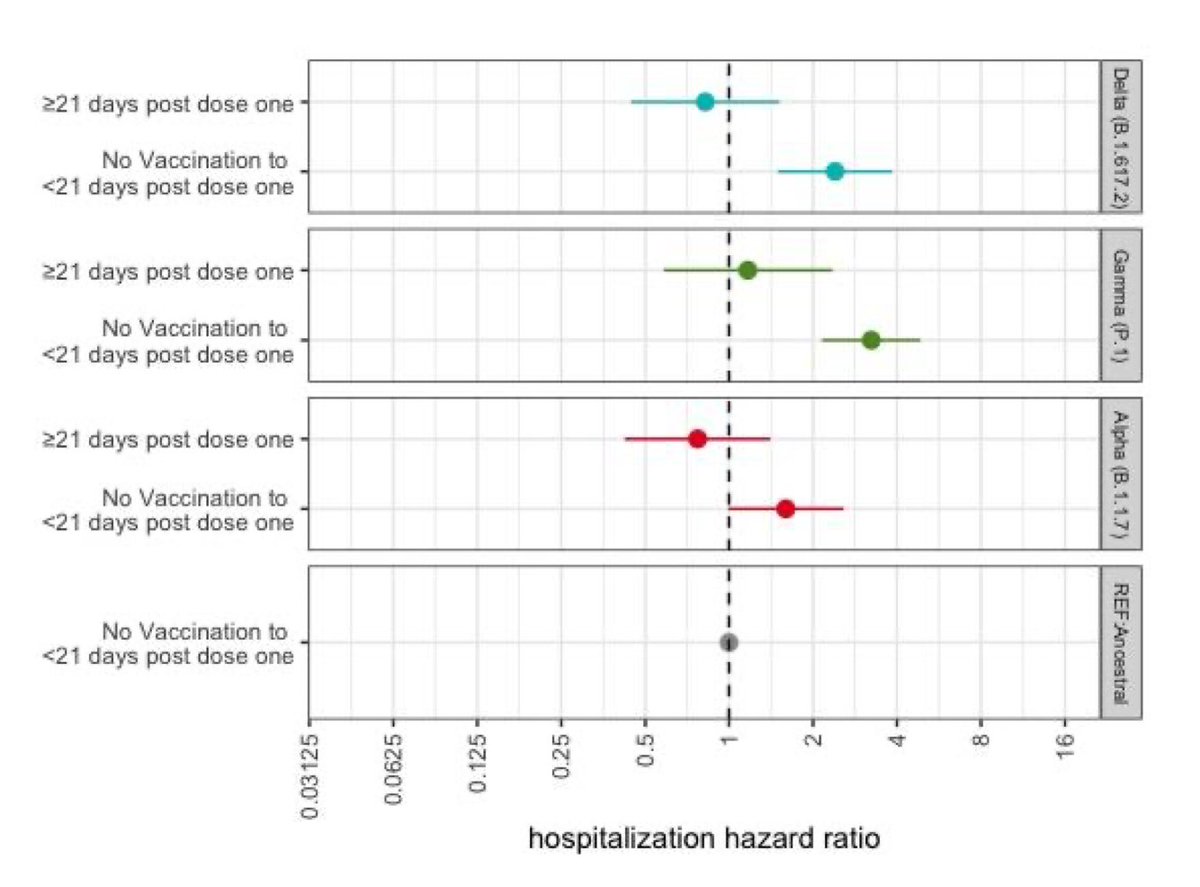 ≥21 days post dose one
No Vaccination to
<21 days post dose one
Delta (B.1.617.2)
≥21 days post dose one
No Vaccination to
<21 days post dose one
Gamma (P.1)
≥21 days post dose one
No Vaccination to
<21 days post dose one
Alpha (B.1.1.7)
No Vaccination to
<21 days post dose one
REF:Ancestral
0.03125
0.0625
0.125
0.25
0.5
1
2
4
8
16
hospitalization hazard ratio